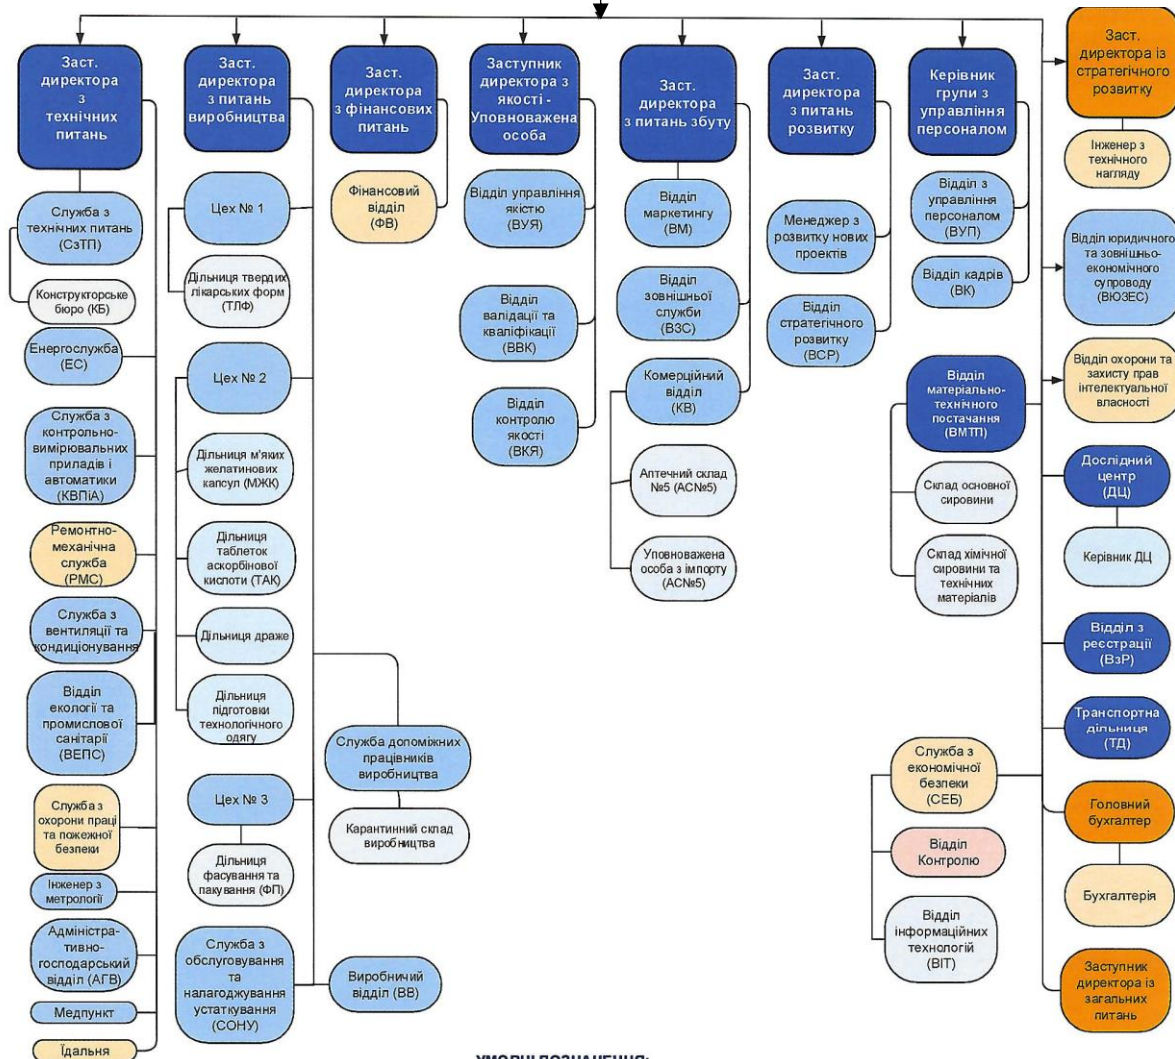 Заст.
директора
з
технічних
питань
Служба з
технічних питань
(СзТП)
Конструкторське
бюро (КБ)
Енергослужба
(ЕС)
Служба з
контрольно-
вимірювальних
приладів і
автоматики
(КВПіА)
Ремонтно-
механічна
служба
(РМС)
Служба з
вентиляції та
кондиціонування
Відділ
екології та
промислової
санітарії
(ВЕПС)
Служба з
охорони праці
та пожежної
безпеки
Інженер з
метрології
Адміністра-
тивно-
господарський
відділ (АГВ)
Медпункт
Їдальня
Заст.
директора
з питань
виробництва
Цех № 1
Дільниця твердих
лікарських форм
(ТЛФ)
Цех № 2
Дільниця м'яких
желатинових
капсул (МЖК)
Дільниця
таблеток
аскорбінової
кислоти (ТАК)
Дільниця драже
Дільниця
підготовки
технологічного
одягу
Цех № 3
Дільниця
фасування та
пакування (ФП)
Служба з
обслуговування
та
налагоджування
устаткування
(СОНУ)
Заст.
директора
з фінансових
питань
Фінансовий
відділ
(ФВ)
Служба допоміжних
працівників
виробництва
Карантинний склад
виробництва
Виробничий
відділ (ВВ)
Заступник
директора з
якості -
Уповноважена
особа
Відділ управління
якістю
(ВУЯ)
Відділ
валідації та
кваліфікації
(ВВК)
Відділ
контролю
якості
(ВКЯ)
Заст.
директора
з питань збуту
Відділ
маркетингу
(ВМ)
Відділ
зовнішньої
служби
(ВЗС)
Комерційний
відділ
(КВ)
Аптечний склад
№5 (АС№5)
Уповноважена
особа з імпорту
(АС№5)
Заст.
директора
з питань
розвитку
Менеджер з
розвитку нових
проектів
Відділ
стратегічного
розвитку
(ВСР)
Керівник
групи з
управління
персоналом
Відділ з
управління
персоналом
(ВУП)
Відділ кадрів
(ВК)
Відділ
матеріально-
технічного
постачання
(ВМТП)
Склад основної
сировини
Склад хімічної
сировини та
технічних
матеріалів
Служба з
економічної
безпеки
(СЕБ)
Відділ
Контролю
Відділ
інформаційних
технологій
(ВІТ)
Заст.
директора із
стратегічного
розвитку
Інженер з
технічного
нагляду
Відділ юридичного
та зовнішньо-
економічного
супроводу
(ВЮЗЕС)
Відділ охорони та
захисту прав
інтелектуальної
власності
Дослідний
центр
(ДЦ)
Керівник ДЦ
Відділ з
реєстрації
(ВзР)
Транспортна
дільниця
(ТД)
Головний
бухгалтер
Бухгалтерія
Заступник
директора із
загальних
питань
УМОВНІ ПОЗНАЧЕННЯ: